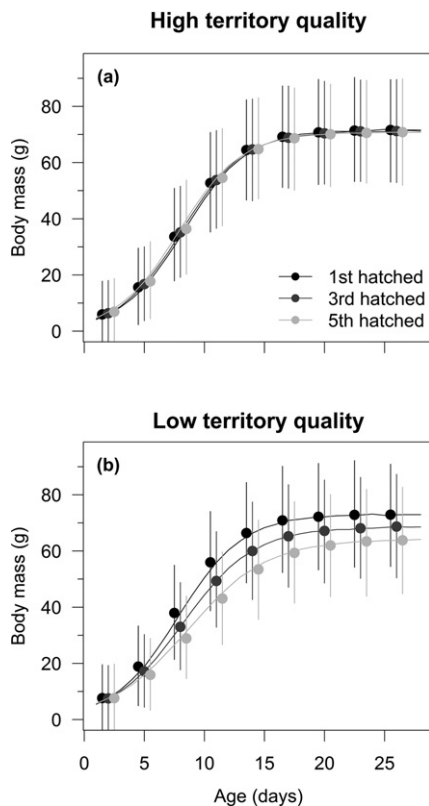 High territory quality
(a)
80
60
40
20
0
Body mass (g)
1st hatched
3rd hatched
5th hatched
Low territory quality
(b)
80
60
40
20
0
Body mass (g)
0 5 10 15 20 25
Age (days)